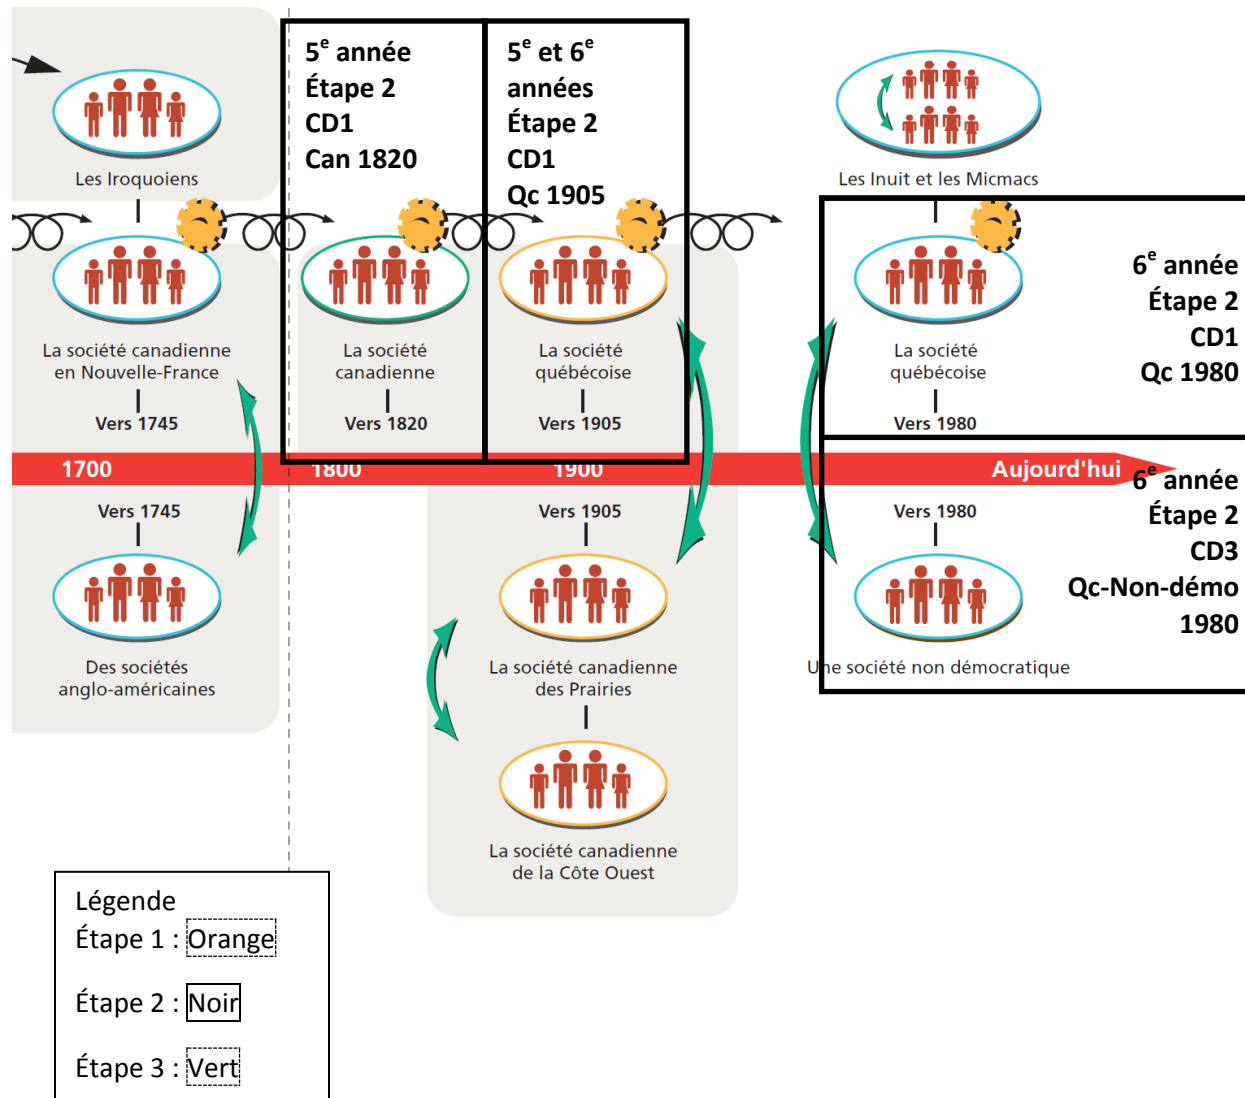 5e année
Étape 2
CD1
Can 1820
5e et 6e
années
Étape 2
CD1
Qc 1905
Les Iroquoiens
Les Inuit et les Micmacs
La société canadienne
en Nouvelle-France
Vers 1745
La société
canadienne
Vers 1820
La société
québécoise
Vers 1905
La société
québécoise
Vers 1980
6e année
Étape 2
CD1
Qc 1980
1700
1800
1900
Aujourd'hui
Vers 1745
Des sociétés
anglo-américaines
Vers 1905
La société canadienne
des Prairies
La société canadienne
de la Côte Ouest
Vers 1980
Une société non démocratique
6e année
Étape 2
CD3
Qc-Non-démo
1980
Légende
Étape 1 : Orange
Étape 2 : Noir
Étape 3 : Vert